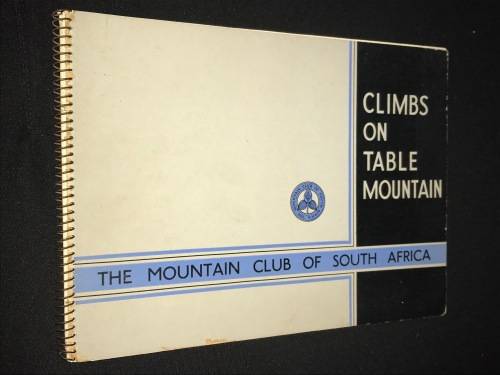 CLIMBS
ON
TABLE
MOUNTAIN
THE MOUNTAIN CLUB OF SOUTH AFRICA